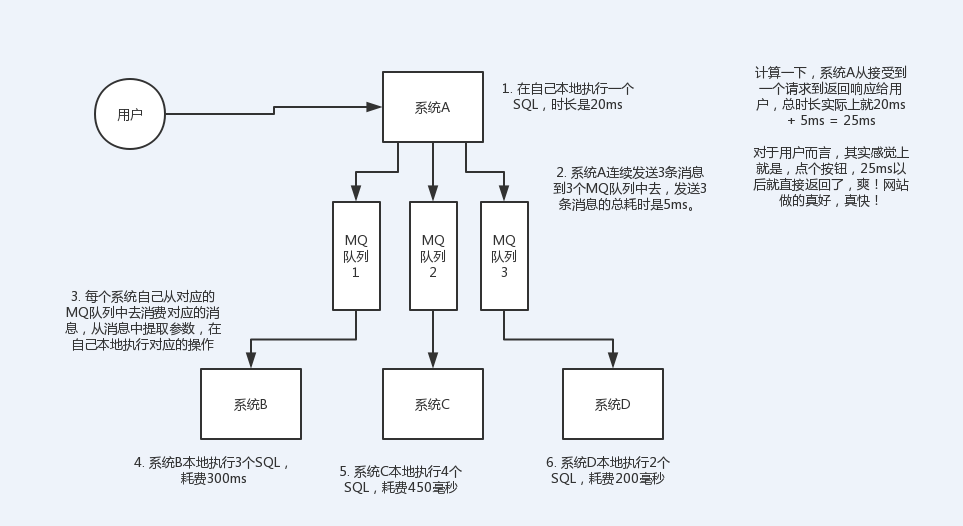 用户
系统A
1. 在自己本地执行一个
SQL，时长是20ms
计算一下，系统A从接受到
一个请求到返回响应给用
户，总时长实际上就20ms
+ 5ms = 25ms
对于用户而言，其实感觉上
就是，点个按钮，25ms以
后就直接返回了，爽！网站
做的真好，真快！
2. 系统A连续发送3条消息
到3个MQ队列中去，发送3
条消息的总耗时是5ms。
MQ
队列
1
MQ
队列
2
MQ
队列
3
3. 每个系统自己从对应的
MQ队列中去消费对应的消
息，从消息中提取参数，在
自己本地执行对应的操作
系统B
系统C
系统D
4. 系统B本地执行3个SQL，
耗费300ms
5. 系统C本地执行4个
SQL，耗费450毫秒
6. 系统D本地执行2个
SQL，耗费200毫秒